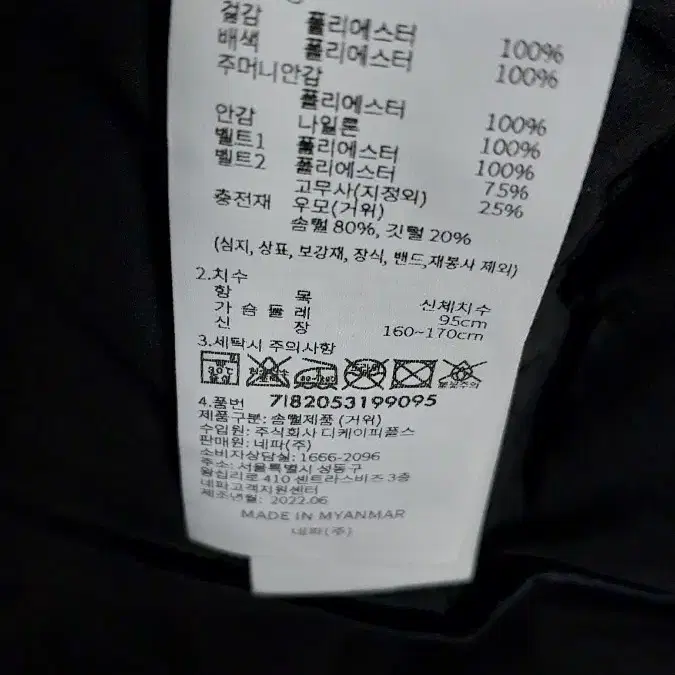 겉감 폴리에스터 100%
배색 폴리에스터 100%
주머니안감
폴리에스터 100%
안감 나일론 100%
벨트1 폴리에스터 100%
벨트2 폴리에스터 75%
고무사(지정외) 25%
충전재 우모(거위)
솜털 80%, 깃털 20%
(심지, 상표, 보강재, 장식, 밴드,재봉사 제외)
2.치수
항 목 신체치수
가 슴 둘 레 95cm
신 장 160~170cm
3.세탁시 주의사항
4.품번 7I82053199095
제품구분: 솜털제품 (거위)
수입원: 주식회사 디케이피플스
판매원: 네파(주)
소비자상담실: 1666-2096
주소: 서울특별시 성동구
왕십리로 410 센트라스비즈 3층
네파고객지원센터
제조년월: 2022.06
MADE IN MYANMAR
네파(주)